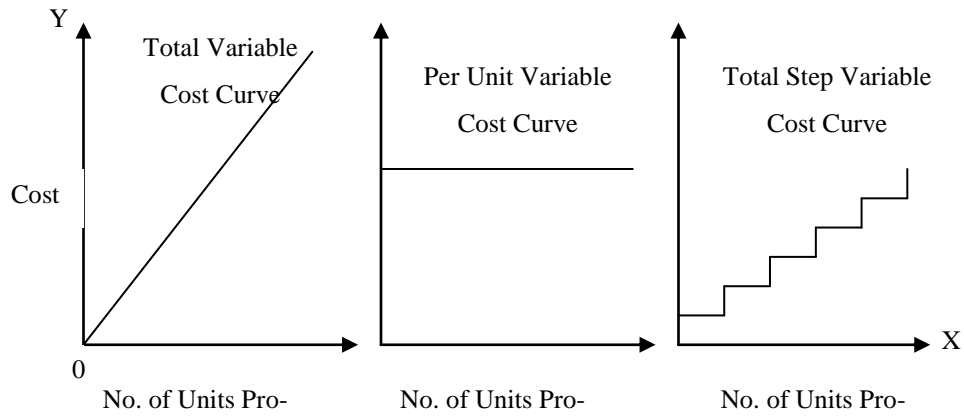 Y
Total Variable
Cost Curve
Per Unit Variable
Cost Curve
Total Step Variable
Cost Curve
Cost
0
X
No. of Units Pro-
No. of Units Pro-
No. of Units Pro-